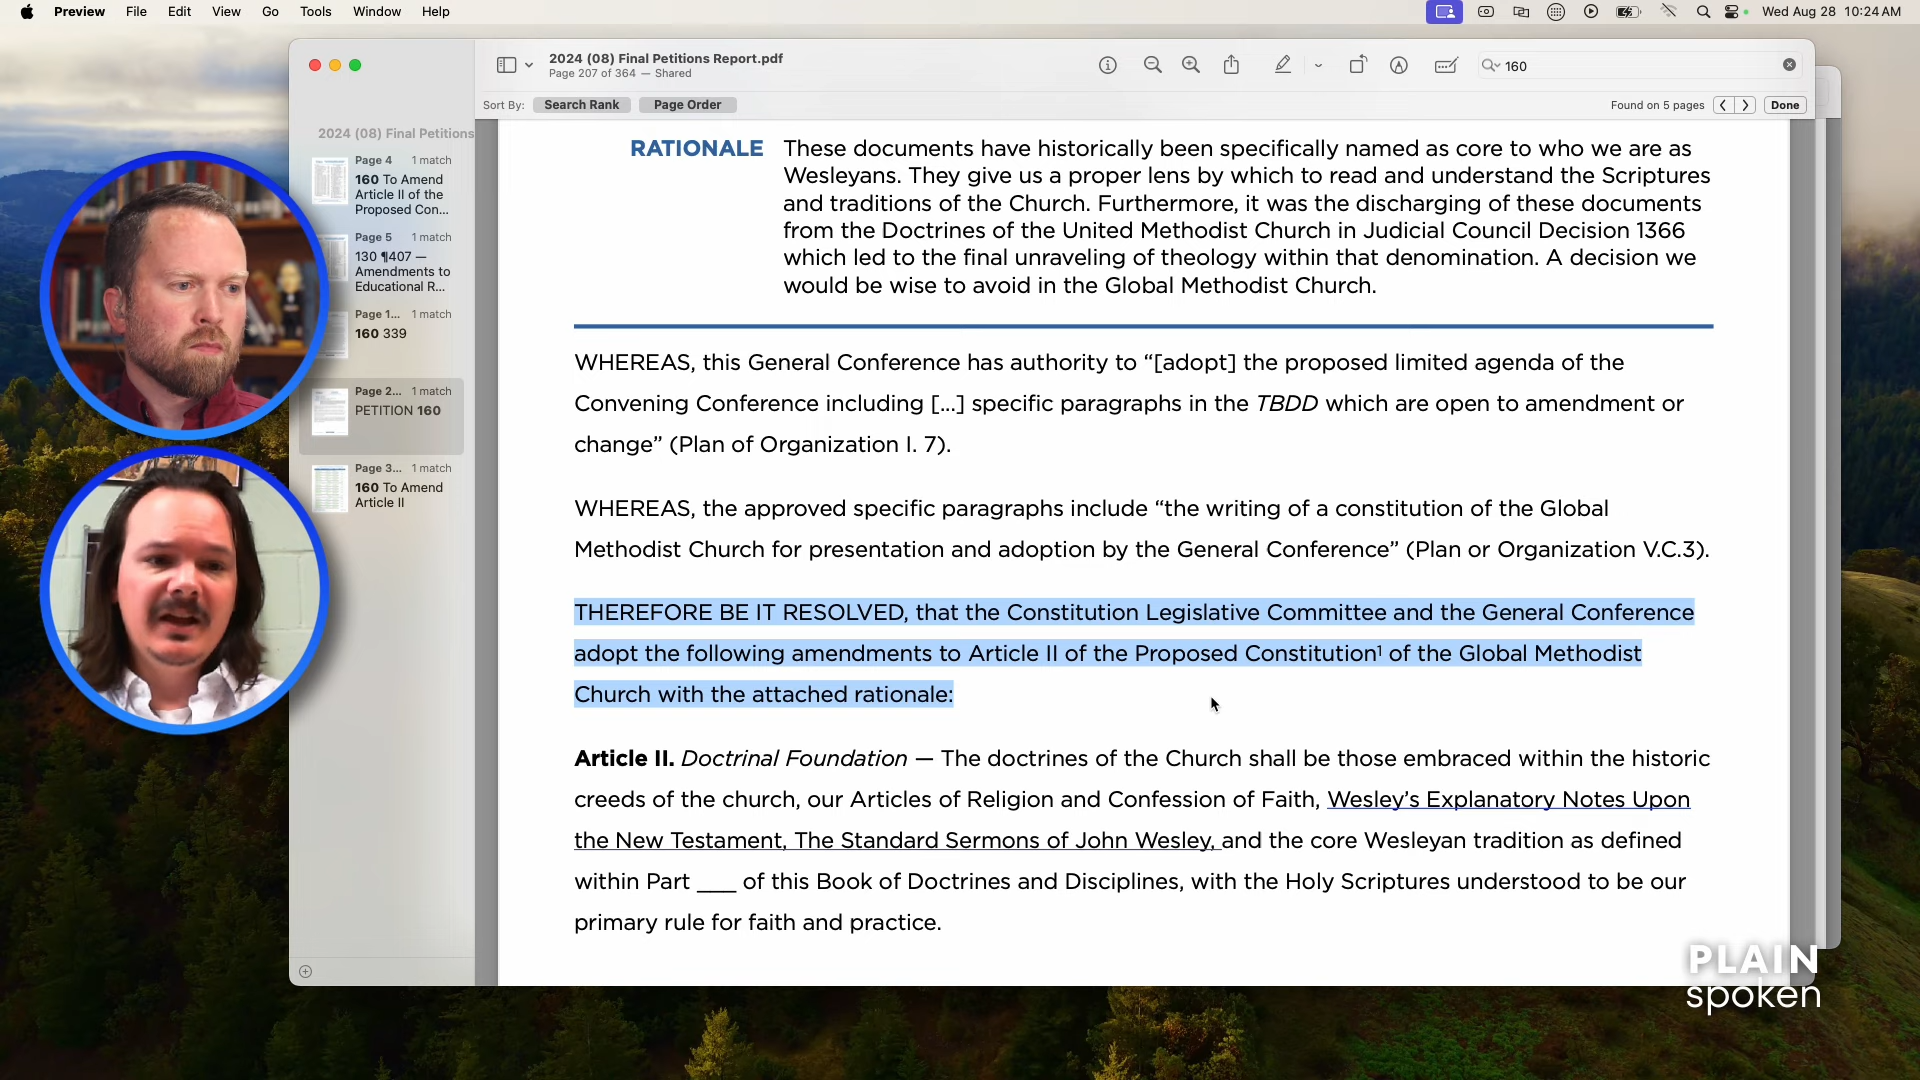 Preview File Edit View Go Tools Window Help
Wed Aug 28 10:24 AM
2024 (08) Final Petitions Report.pdf
Page 207 of 364 — Shared
160
Sort By: Search Rank Page Order
Found on 5 pages
Done
2024 (08) Final Petitions
Page 4 1 match
160 To Amend
Article II of the
Proposed Con...
Page 5 1 match
130 ¶407 —
Amendments to
Educational R...
Page 1... 1 match
160 339
Page 2... 1 match
PETITION 160
Page 3... 1 match
160 To Amend
Article II
RATIONALE These documents have historically been specifically named as core to who we are as
Wesleyans. They give us a proper lens by which to read and understand the Scriptures
and traditions of the Church. Furthermore, it was the discharging of these documents
from the Doctrines of the United Methodist Church in Judicial Council Decision 1366
which led to the final unraveling of theology within that denomination. A decision we
would be wise to avoid in the Global Methodist Church.
WHEREAS, this General Conference has authority to “[adopt] the proposed limited agenda of the
Convening Conference including [...] specific paragraphs in the TBDD which are open to amendment or
change” (Plan of Organization I. 7).
WHEREAS, the approved specific paragraphs include “the writing of a constitution of the Global
Methodist Church for presentation and adoption by the General Conference” (Plan or Organization V.C.3).
THEREFORE BE IT RESOLVED, that the Constitution Legislative Committee and the General Conference
adopt the following amendments to Article II of the Proposed Constitution¹ of the Global Methodist
Church with the attached rationale:
Article II. Doctrinal Foundation — The doctrines of the Church shall be those embraced within the historic
creeds of the church, our Articles of Religion and Confession of Faith, Wesley’s Explanatory Notes Upon
the New Testament, The Standard Sermons of John Wesley, and the core Wesleyan tradition as defined
within Part ___ of this Book of Doctrines and Disciplines, with the Holy Scriptures understood to be our
primary rule for faith and practice.
PLAIN
spoken